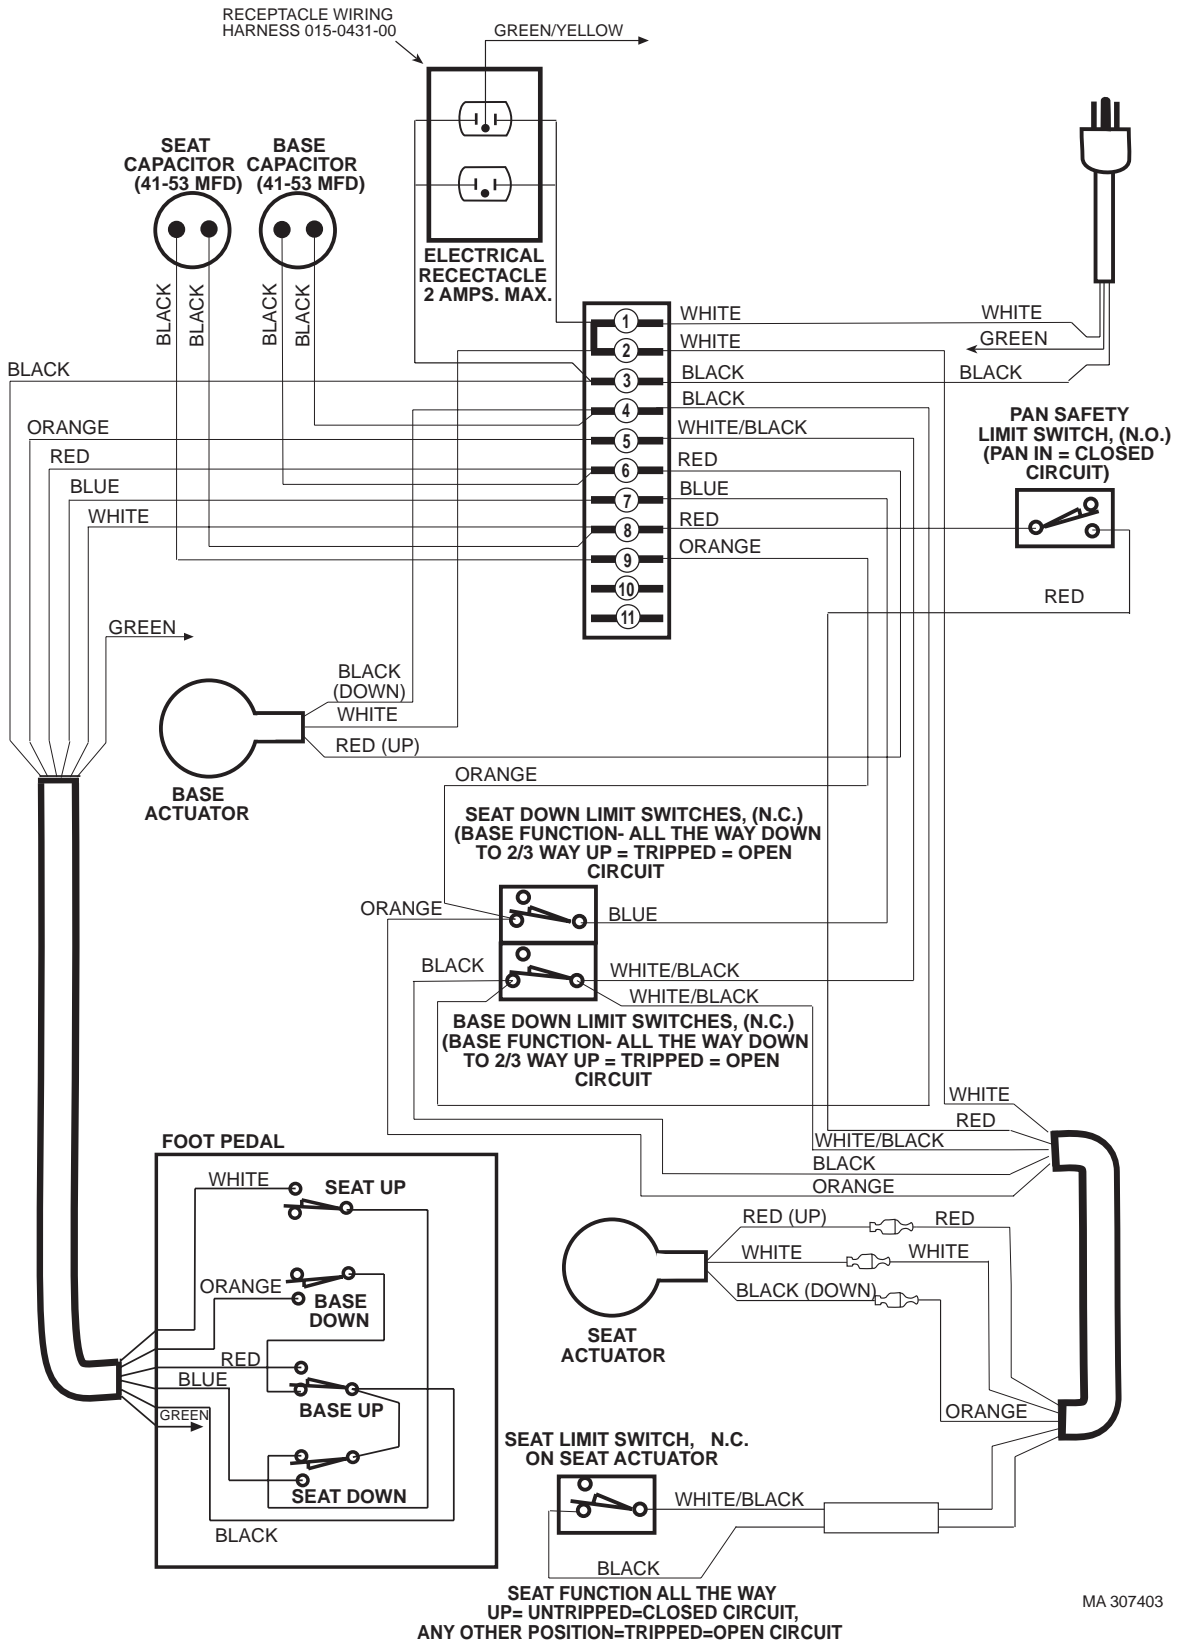 RECEPTACLE WIRING
HARNESS 015-0431-00
GREEN/YELLOW
SEAT
CAPACITOR
(41-53 MFD)
BASE
CAPACITOR
(41-53 MFD)
ELECTRICAL
RECECTACLE
2 AMPS. MAX.
BLACK
BLACK
BLACK
BLACK
1
2
3
4
5
6
7
8
9
10
11
WHITE
WHITE
WHITE
GREEN
BLACK
BLACK
BLACK
WHITE/BLACK
RED
BLUE
RED
ORANGE
BLACK
ORANGE
RED
BLUE
WHITE
GREEN
PAN SAFETY
LIMIT SWITCH, (N.O.)
(PAN IN = CLOSED
CIRCUIT)
RED
BLACK
(DOWN)
WHITE
RED (UP)
BASE
ACTUATOR
ORANGE
SEAT DOWN LIMIT SWITCHES, (N.C.)
(BASE FUNCTION- ALL THE WAY DOWN
TO 2/3 WAY UP = TRIPPED = OPEN
CIRCUIT
ORANGE
BLUE
BLACK
WHITE/BLACK
WHITE/BLACK
BASE DOWN LIMIT SWITCHES, (N.C.)
(BASE FUNCTION- ALL THE WAY DOWN
TO 2/3 WAY UP = TRIPPED = OPEN
CIRCUIT
WHITE
RED
WHITE/BLACK
BLACK
ORANGE
FOOT PEDAL
WHITE
SEAT UP
ORANGE
BASE
DOWN
RED
BLUE
BASE UP
GREEN
SEAT DOWN
BLACK
RED (UP)
RED
WHITE
WHITE
BLACK (DOWN)
SEAT
ACTUATOR
ORANGE
SEAT LIMIT SWITCH, N.C.
ON SEAT ACTUATOR
WHITE/BLACK
BLACK
SEAT FUNCTION ALL THE WAY
UP= UNTRIPPED=CLOSED CIRCUIT,
ANY OTHER POSITION=TRIPPED=OPEN CIRCUIT
MA 307403